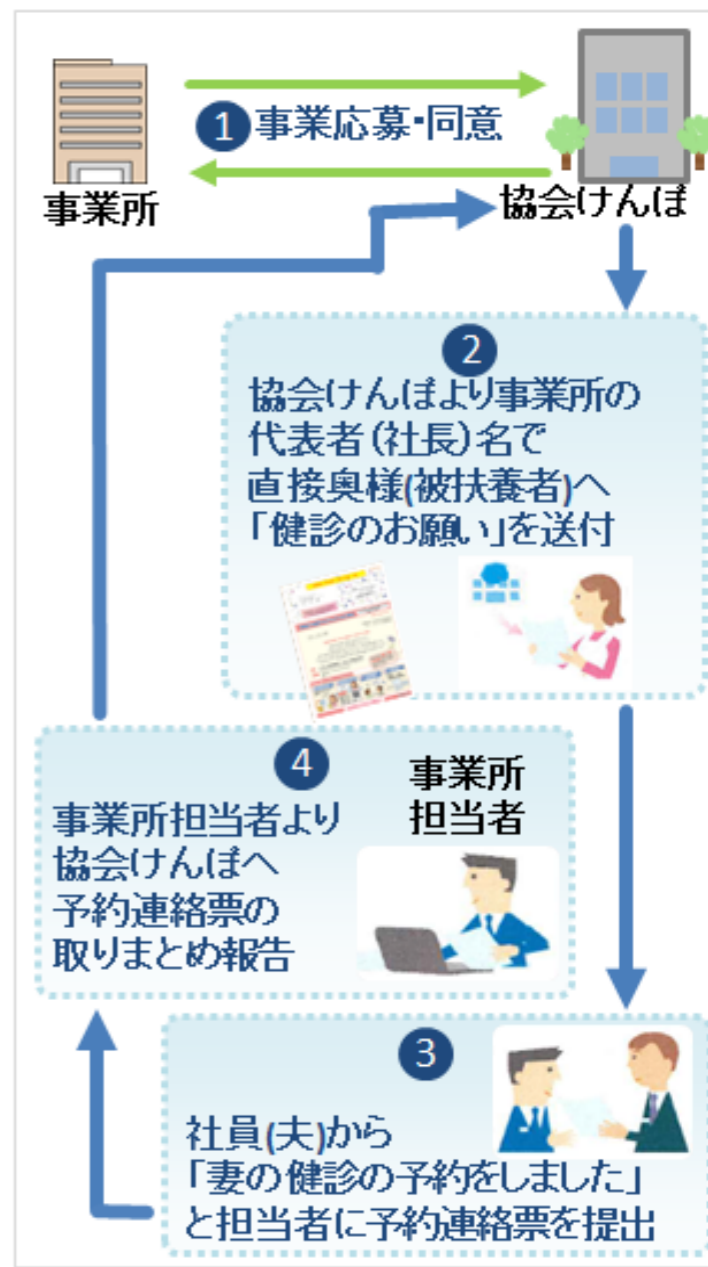 ① 事業応募・同意
事業所
協会けんぽ
②
協会けんぽより事業所の
代表者(社長)名で
直接奥様(被扶養者)へ
「健診のお願い」を送付
③
社員(夫)から
「妻の健診の予約をしました」
と担当者に予約連絡票を提出
④
事業所担当者より
協会けんぽへ
予約連絡票の
取りまとめ報告
事業所
担当者